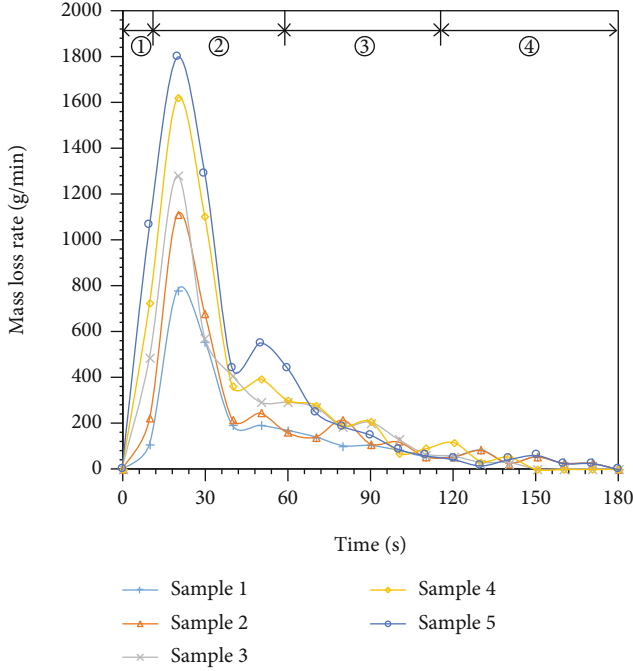 2000
1800
1600
1400
1200
1000
800
600
400
200
0
Mass loss rate (g/min)
① ② ③ ④
0 30 60 90 120 150 180
Time (s)
Sample 1
Sample 2
Sample 3
Sample 4
Sample 5